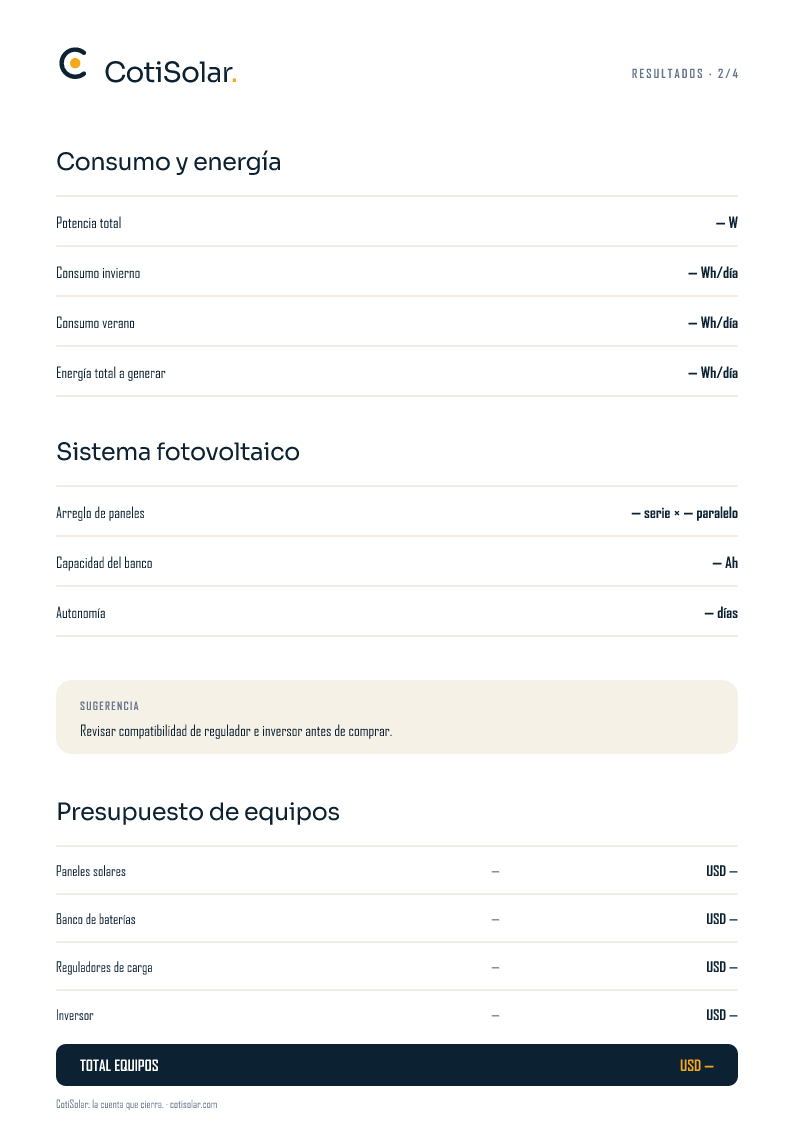 CotiSolar.
RESULTADOS · 2/4
Consumo y energía
Potencia total — W
Consumo invierno — Wh/día
Consumo verano — Wh/día
Energía total a generar — Wh/día
Sistema fotovoltaico
Arreglo de paneles — serie × — paralelo
Capacidad del banco — Ah
Autonomía — días
SUGERENCIA
Revisar compatibilidad de regulador e inversor antes de comprar.
Presupuesto de equipos
Paneles solares — USD —
Banco de baterías — USD —
Reguladores de carga — USD —
Inversor — USD —
TOTAL EQUIPOS USD —
CotiSolar: la cuenta que cierra. · cotisolar.com